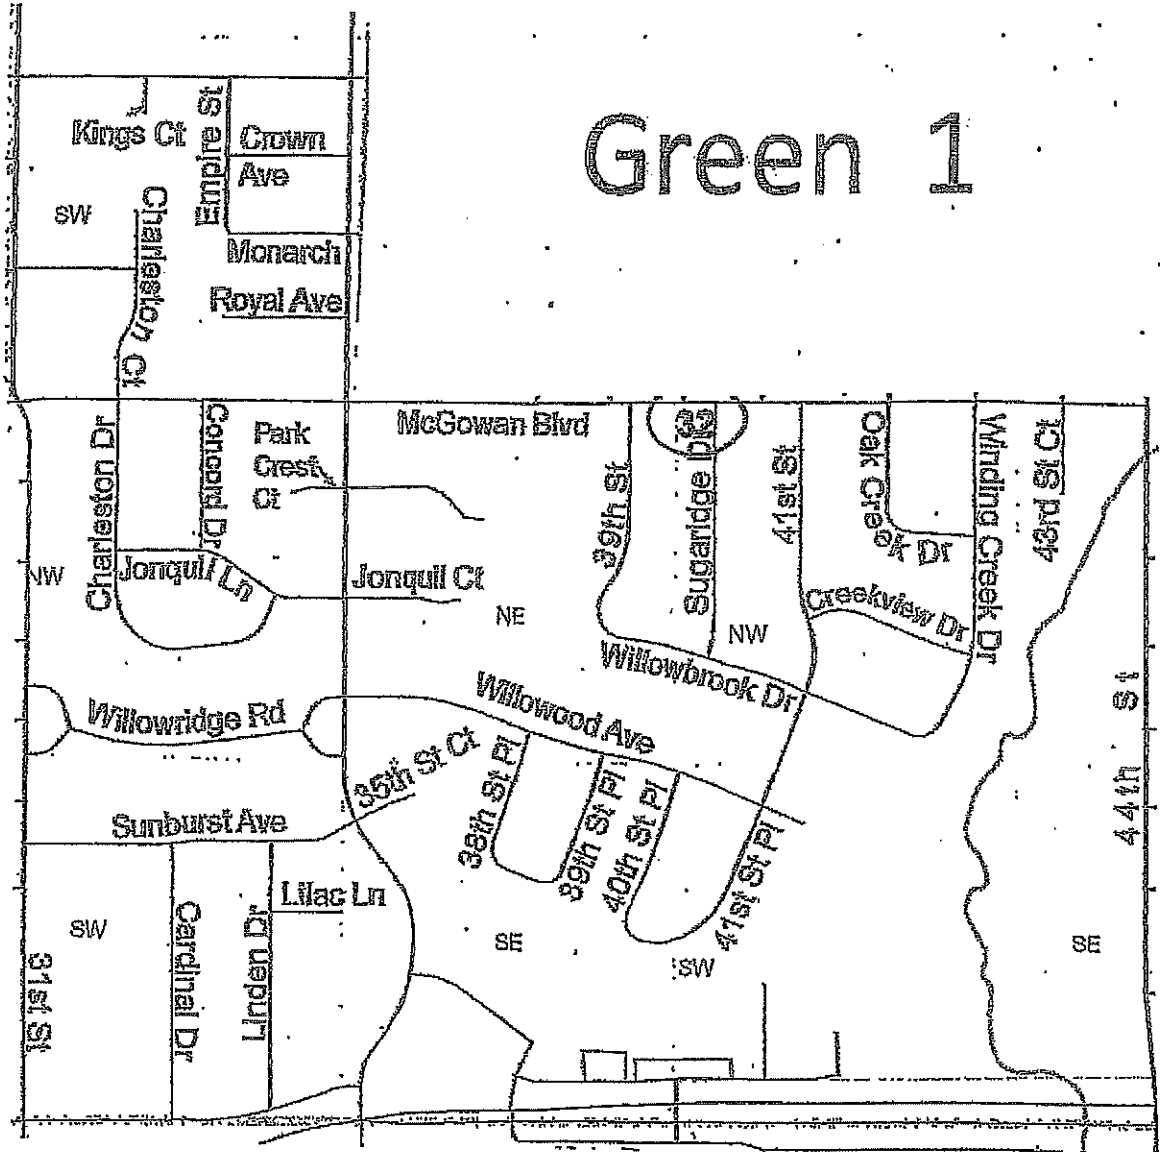 Green 1
Kings Ct
Empire St
Crown
Ave
SW
Charleston Ct
Monarch
Royal Ave
Charleston Dr
Concord Dr
Park
Crest
Ct
McGowan Blvd
39th St
33
Sugaridge Dr
41st St
Oak Creek Dr
Winding Creek Dr
43rd St Ct
NW
Jonquil Ln
Jonquil Ct
NE
NW
Creekview Dr
Willowbrook Dr
Willowridge Rd
Willowood Ave
35th St Ct
38th St Pl
39th St Pl
40th St Pl
41st St Pl
44th St
Sunburst Ave
Lilac Ln
SW
Cardinal Dr
Linden Dr
31st St
SE
SW
SE